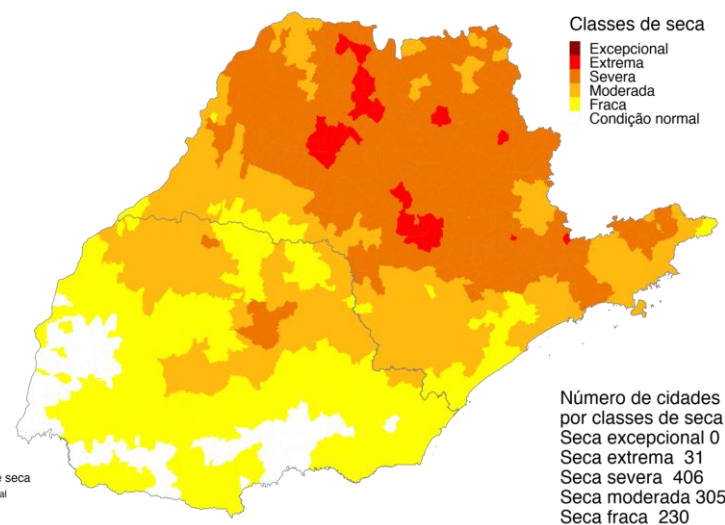 Classes de seca
Excepcional
Extrema
Severa
Moderada
Fraca
Condição normal
Número de cidades
por classes de seca
Seca excepcional 0
Seca extrema 31
Seca severa 406
Seca moderada 305
Seca fraca 230
seca